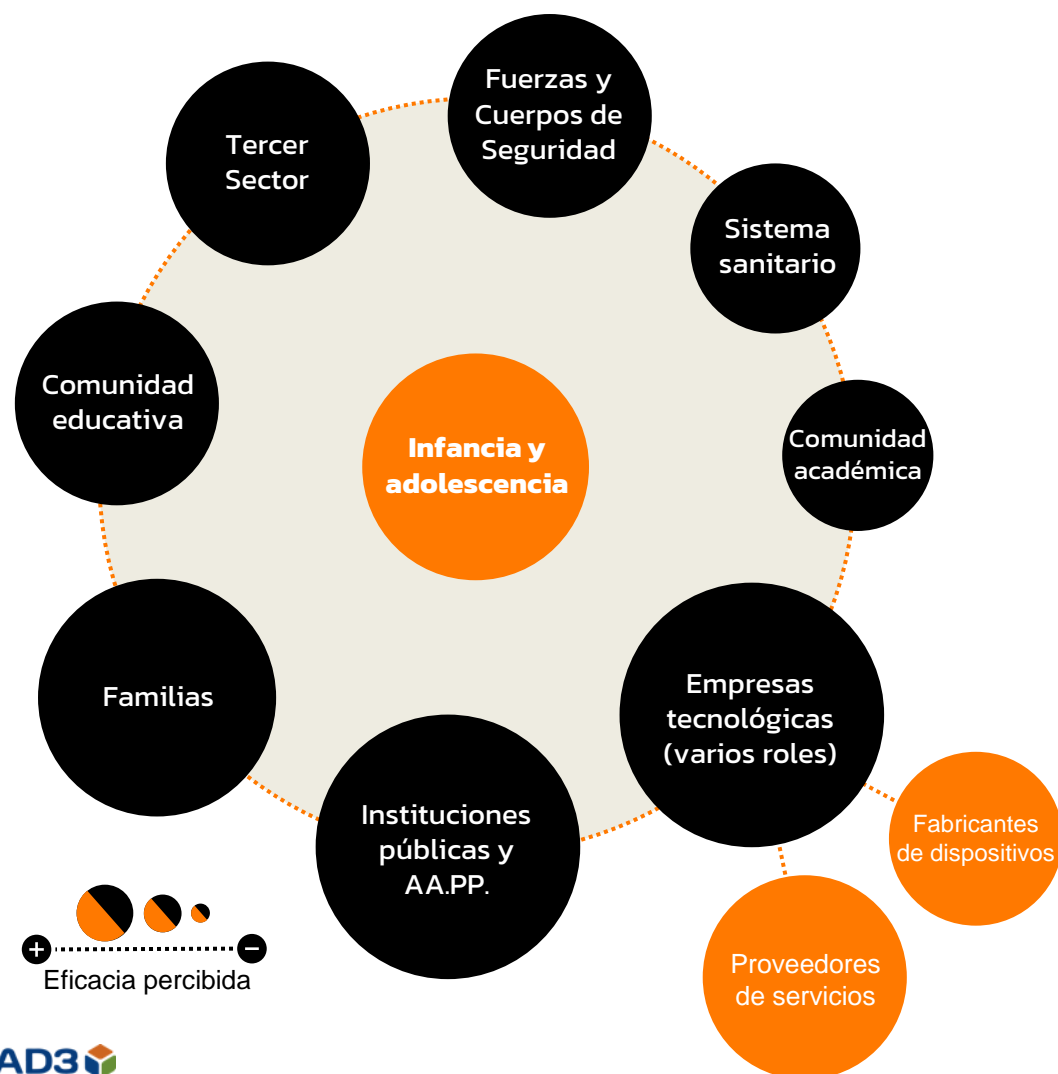 Fuerzas y
Cuerpos de
Seguridad
Tercer
Sector
Sistema
sanitario
Comunidad
educativa
Infancia y
adolescencia
Comunidad
académica
Familias
Empresas
tecnológicas
(varios roles)
Instituciones
públicas y
AA.PP.
Fabricantes
de dispositivos
Proveedores
de servicios
+ −
Eficacia percibida
AD3